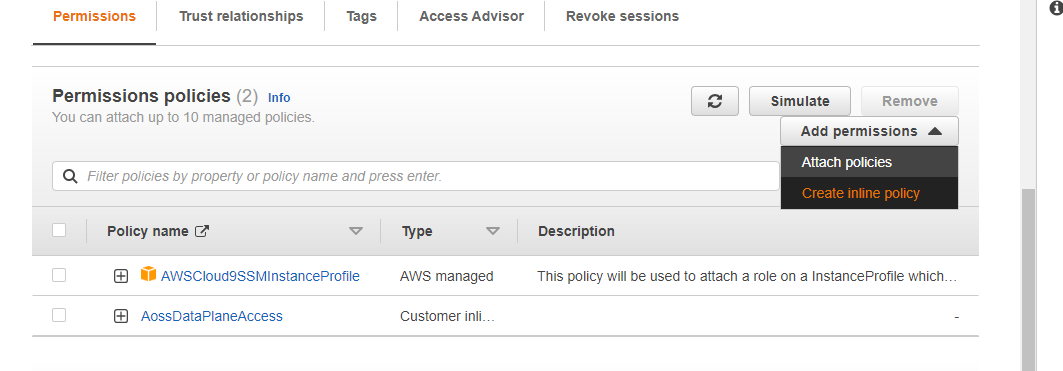 Permissions Trust relationships Tags Access Advisor Revoke sessions
Permissions policies (2) Info
You can attach up to 10 managed policies.
Simulate Remove
Add permissions
Attach policies
Create inline policy
Filter policies by property or policy name and press enter.
Policy name Type Description
AWSCloud9SSMInstanceProfile AWS managed This policy will be used to attach a role on a InstanceProfile which…
AossDataPlaneAccess Customer inli… -